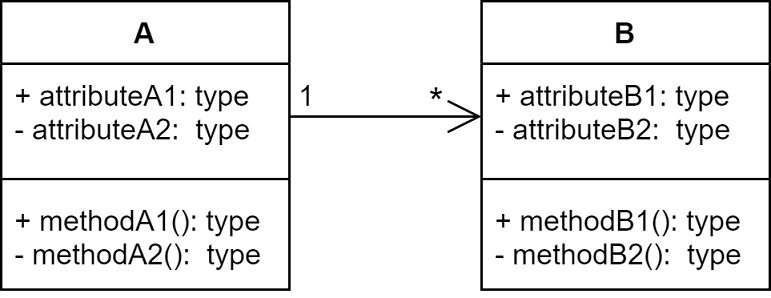 A
+ attributeA1: type
- attributeA2:  type
+ methodA1(): type
- methodA2():  type
1
*
B
+ attributeB1: type
- attributeB2:  type
+ methodB1(): type
- methodB2():  type